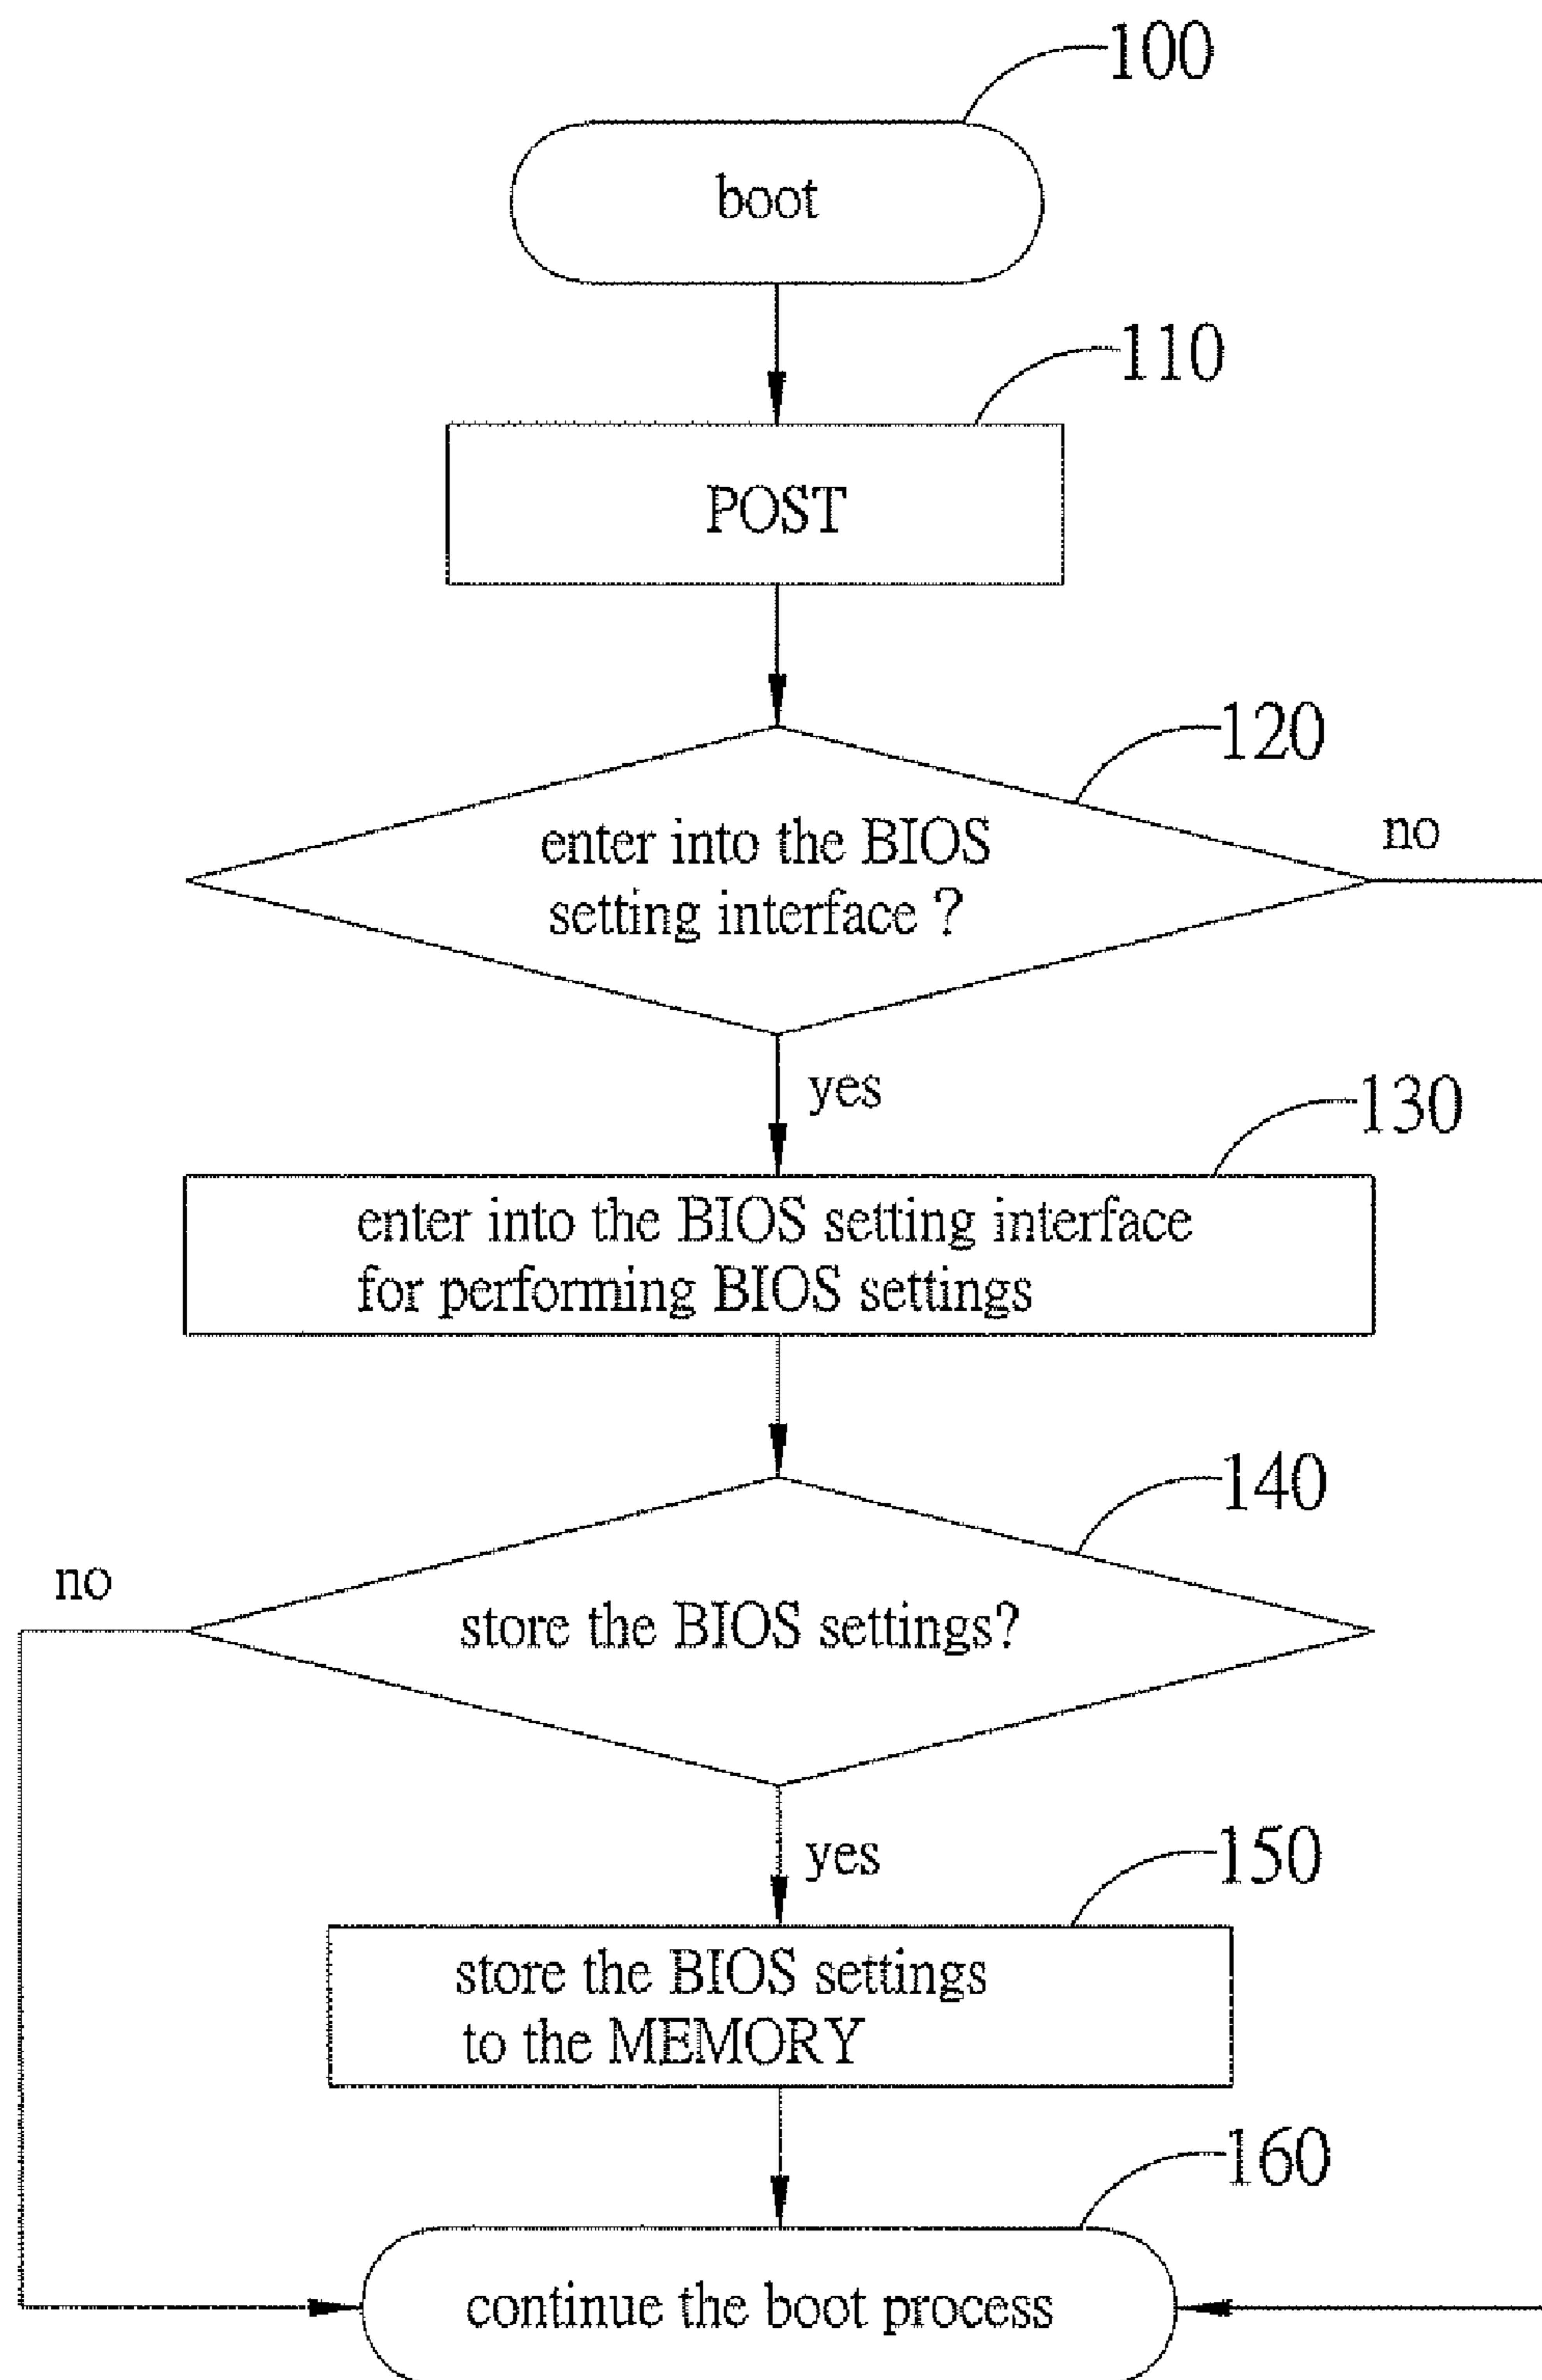 100
boot
110
POST
120
enter into the BIOS
setting interface ?
no
yes
130
enter into the BIOS setting interface
for performing BIOS settings
140
no
store the BIOS settings?
yes
150
store the BIOS settings
to the MEMORY
160
continue the boot process